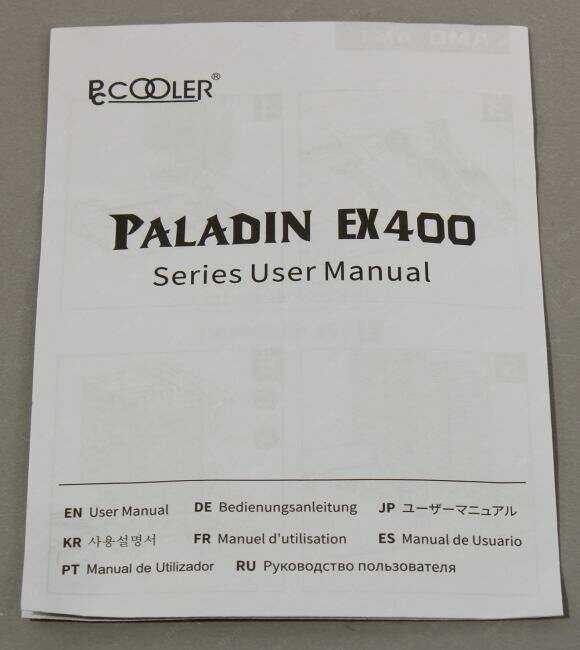 PCCOOLER®
PALADIN EX400
Series User Manual
EN User Manual DE Bedienungsanleitung JP ユーザーマニュアル
KR 사용설명서 FR Manuel d'utilisation ES Manual de Usuario
PT Manual de Utilizador RU Руководство пользователя